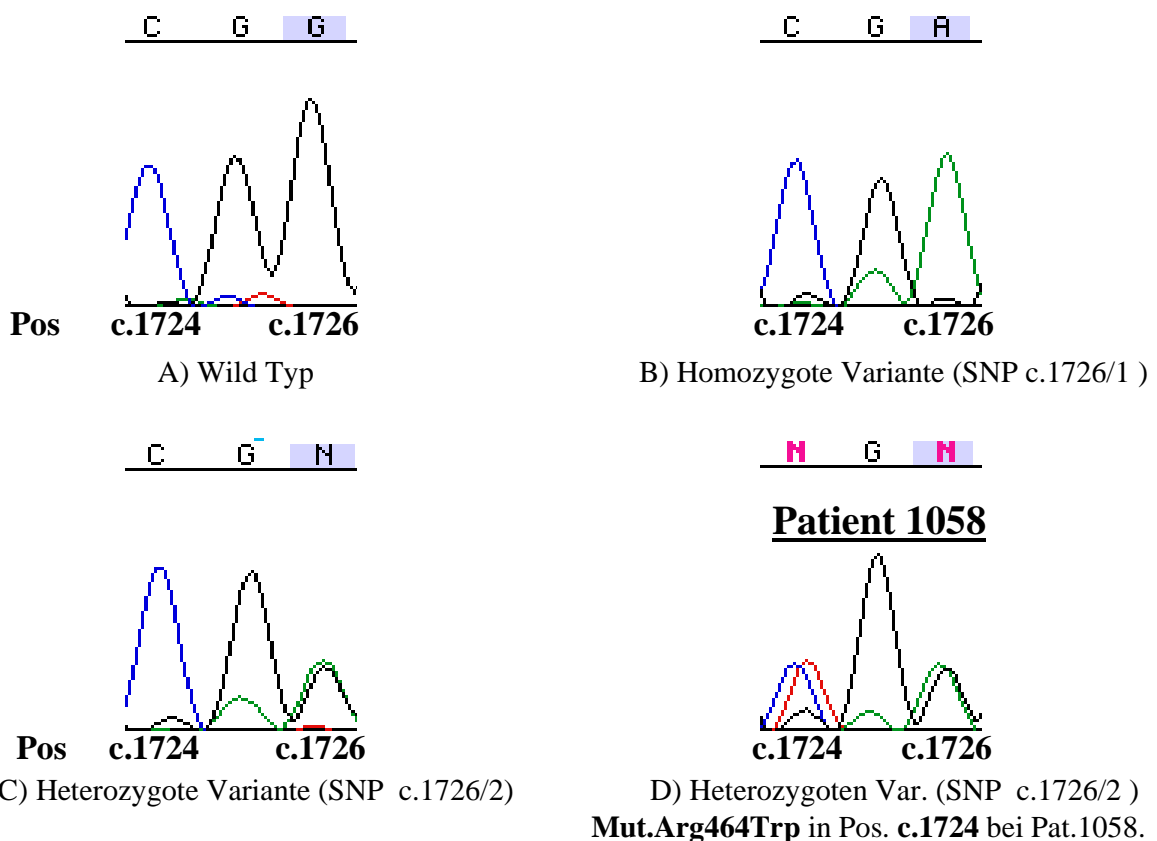 C G G
C G A
Pos c.1724 c.1726
c.1724 c.1726
A) Wild Typ
B) Homozygote Variante (SNP c.1726/1 )
C G N
N G N
Patient 1058
Pos c.1724 c.1726
c.1724 c.1726
C) Heterozygote Variante (SNP c.1726/2)
D) Heterozygoten Var. (SNP c.1726/2 )
Mut.Arg464Trp in Pos. c.1724 bei Pat.1058.